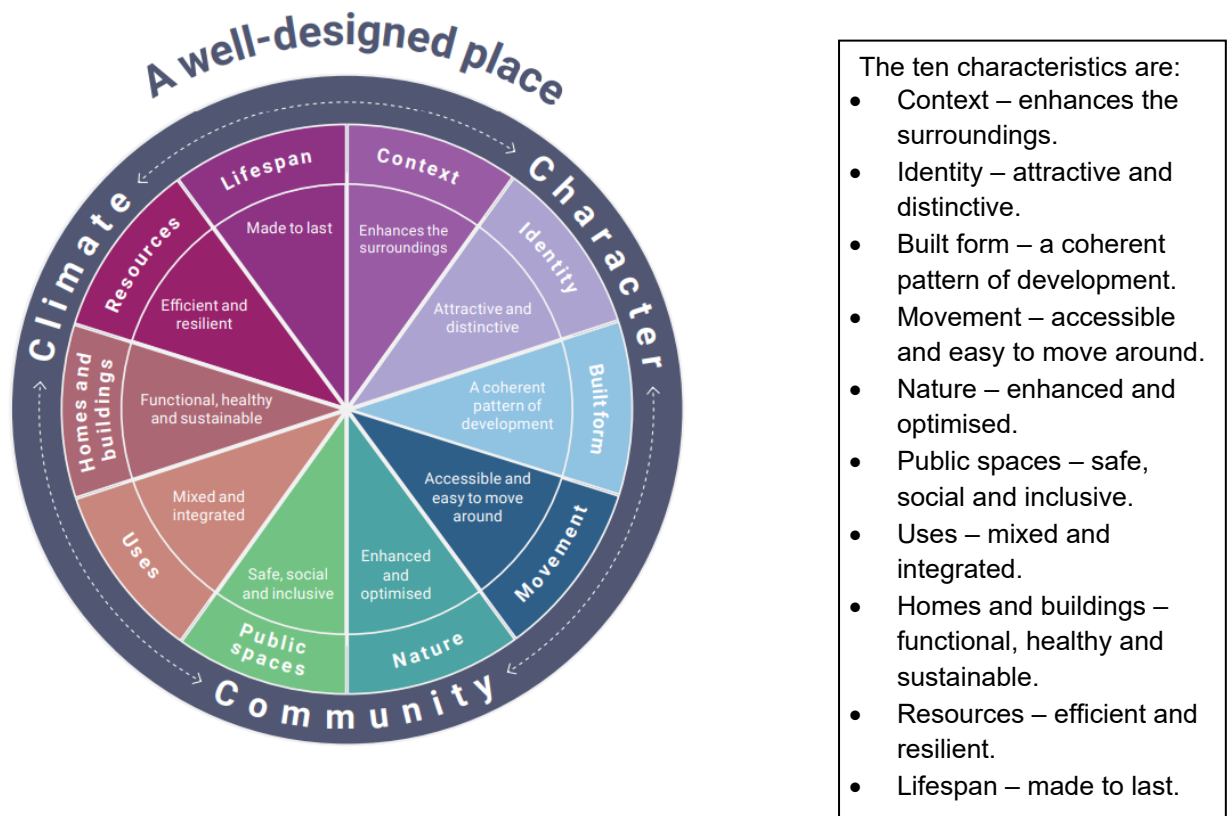 A well-designed place
Climate
Character
Community
Lifespan
Made to last
Context
Enhances the
surroundings
Identity
Attractive and
distinctive
Built form
A coherent
pattern of
development
Movement
Accessible and
easy to move
around
Nature
Enhanced
and
optimised
Public
spaces
Safe, social
and inclusive
Uses
Mixed and
integrated
Homes and
buildings
Functional, healthy
and sustainable
Resources
Efficient and
resilient
The ten characteristics are:
• Context – enhances the
surroundings.
• Identity – attractive and
distinctive.
• Built form – a coherent
pattern of development.
• Movement – accessible
and easy to move around.
• Nature – enhanced and
optimised.
• Public spaces – safe,
social and inclusive.
• Uses – mixed and
integrated.
• Homes and buildings –
functional, healthy and
sustainable.
• Resources – efficient and
resilient.
• Lifespan – made to last.